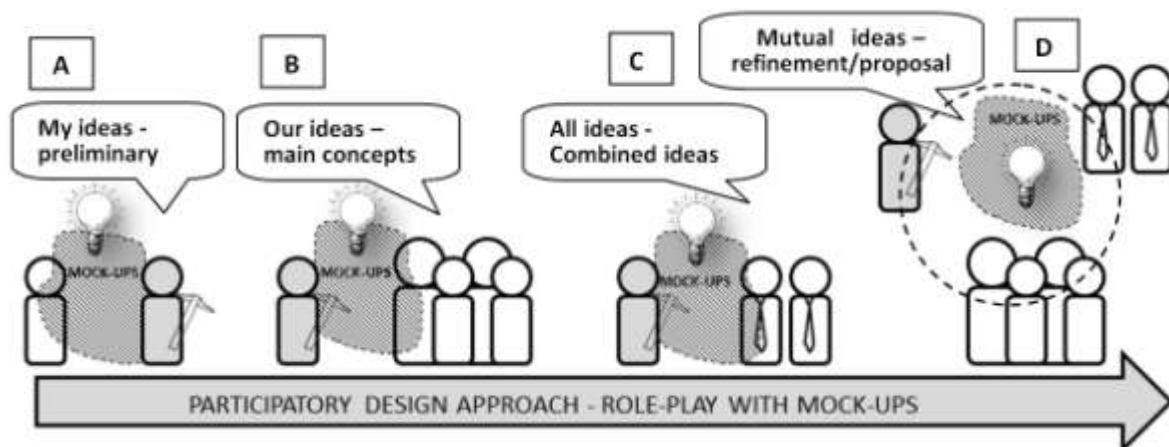 A
My ideas -
preliminary
MOCK-UPS
B
Our ideas –
main concepts
MOCK-UPS
C
All ideas -
Combined ideas
MOCK-UPS
D
Mutual ideas –
refinement/proposal
MOCK-UPS
PARTICIPATORY DESIGN APPROACH - ROLE-PLAY WITH MOCK-UPS